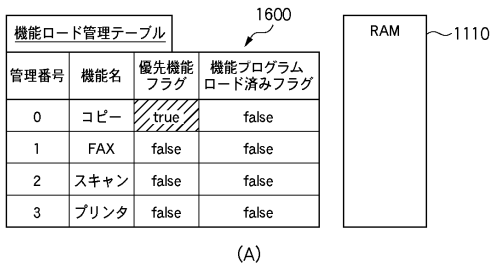 1600
機能ロード管理テーブル
RAM
1110
管理番号 機能名 優先機能フラグ 機能プログラムロード済みフラグ
0 コピー true false
1 FAX false false
2 スキャン false false
3 プリンタ false false
(A)